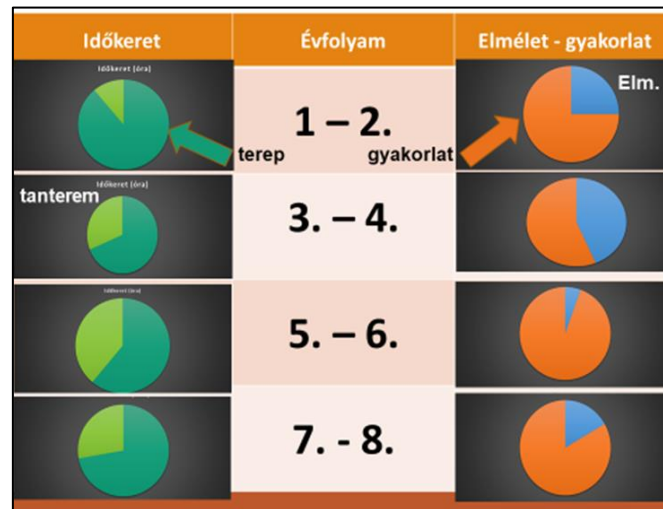 Időkeret
Évfolyam
Elmélet - gyakorlat
Időkeret (óra)
Elm.
1 – 2.
terep
gyakorlat
Időkeret (óra)
tanterem
3. – 4.
Időkeret (óra)
5. – 6.
7. - 8.